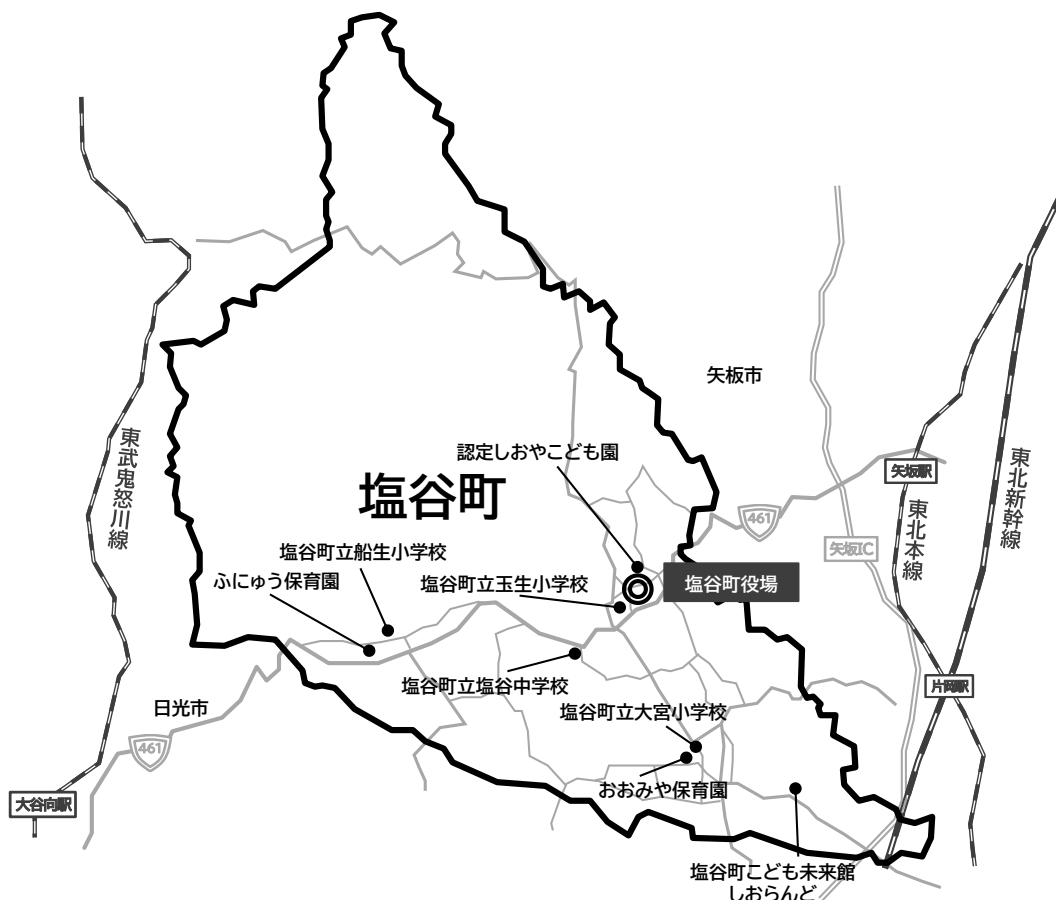 矢板市
東武鬼怒川線
認定しおやこども園
東北新幹線
矢板駅
塩谷町
東北本線
461
矢板IC
塩谷町立船生小学校
ふにゅう保育園
塩谷町立玉生小学校
塩谷町役場
塩谷町立塩谷中学校
片岡駅
日光市
塩谷町立大宮小学校
461
おおみや保育園
大谷向駅
塩谷町こども未来館
しおらんど